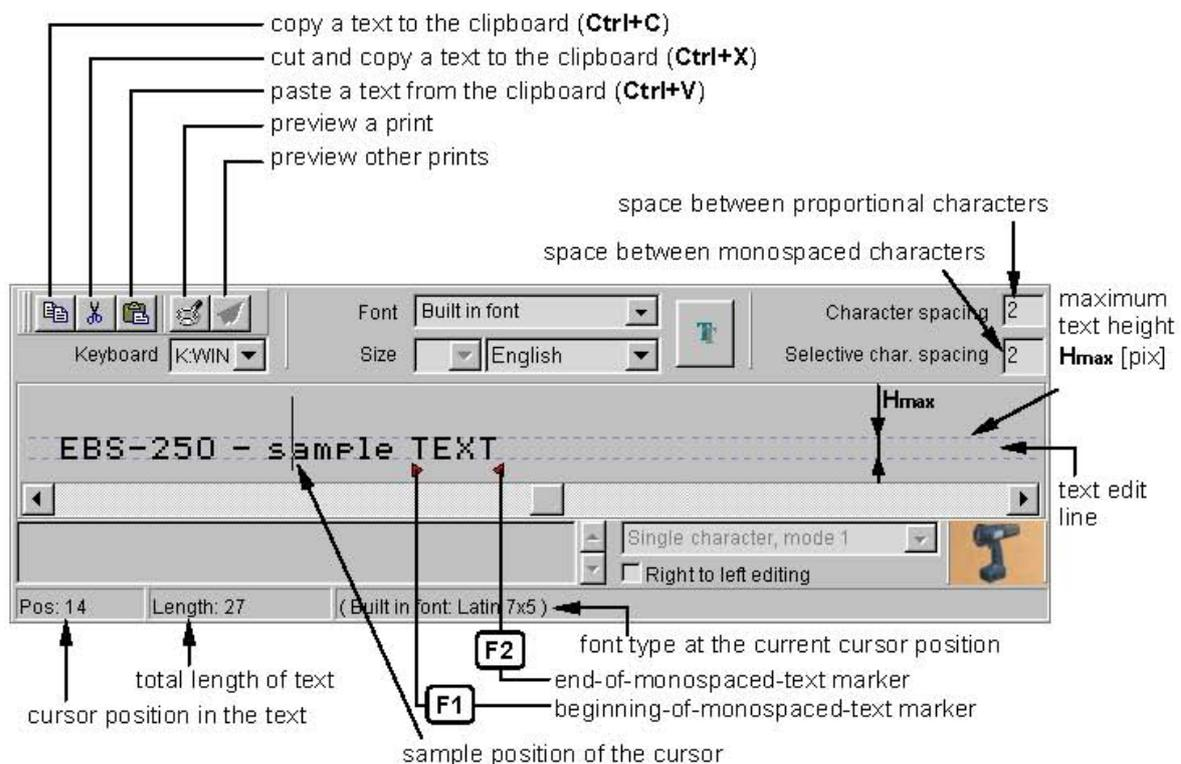 copy a text to the clipboard (Ctrl+C)
cut and copy a text to the clipboard (Ctrl+X)
paste a text from the clipboard (Ctrl+V)
preview a print
preview other prints
space between proportional characters
space between monospaced characters
Font Built in font Character spacing 2
Keyboard K:WIN Size English Selective char. spacing 2
maximum
text height
Hmax [pix]
Hmax
EBS-250 - sample TEXT
text edit
line
Single character, mode 1
Right to left editing
Pos: 14 Length: 27 ( Built in font: Latin 7x5 )
F2 font type at the current cursor position
total length of text end-of-monospaced-text marker
cursor position in the text F1 beginning-of-monospaced-text marker
sample position of the cursor